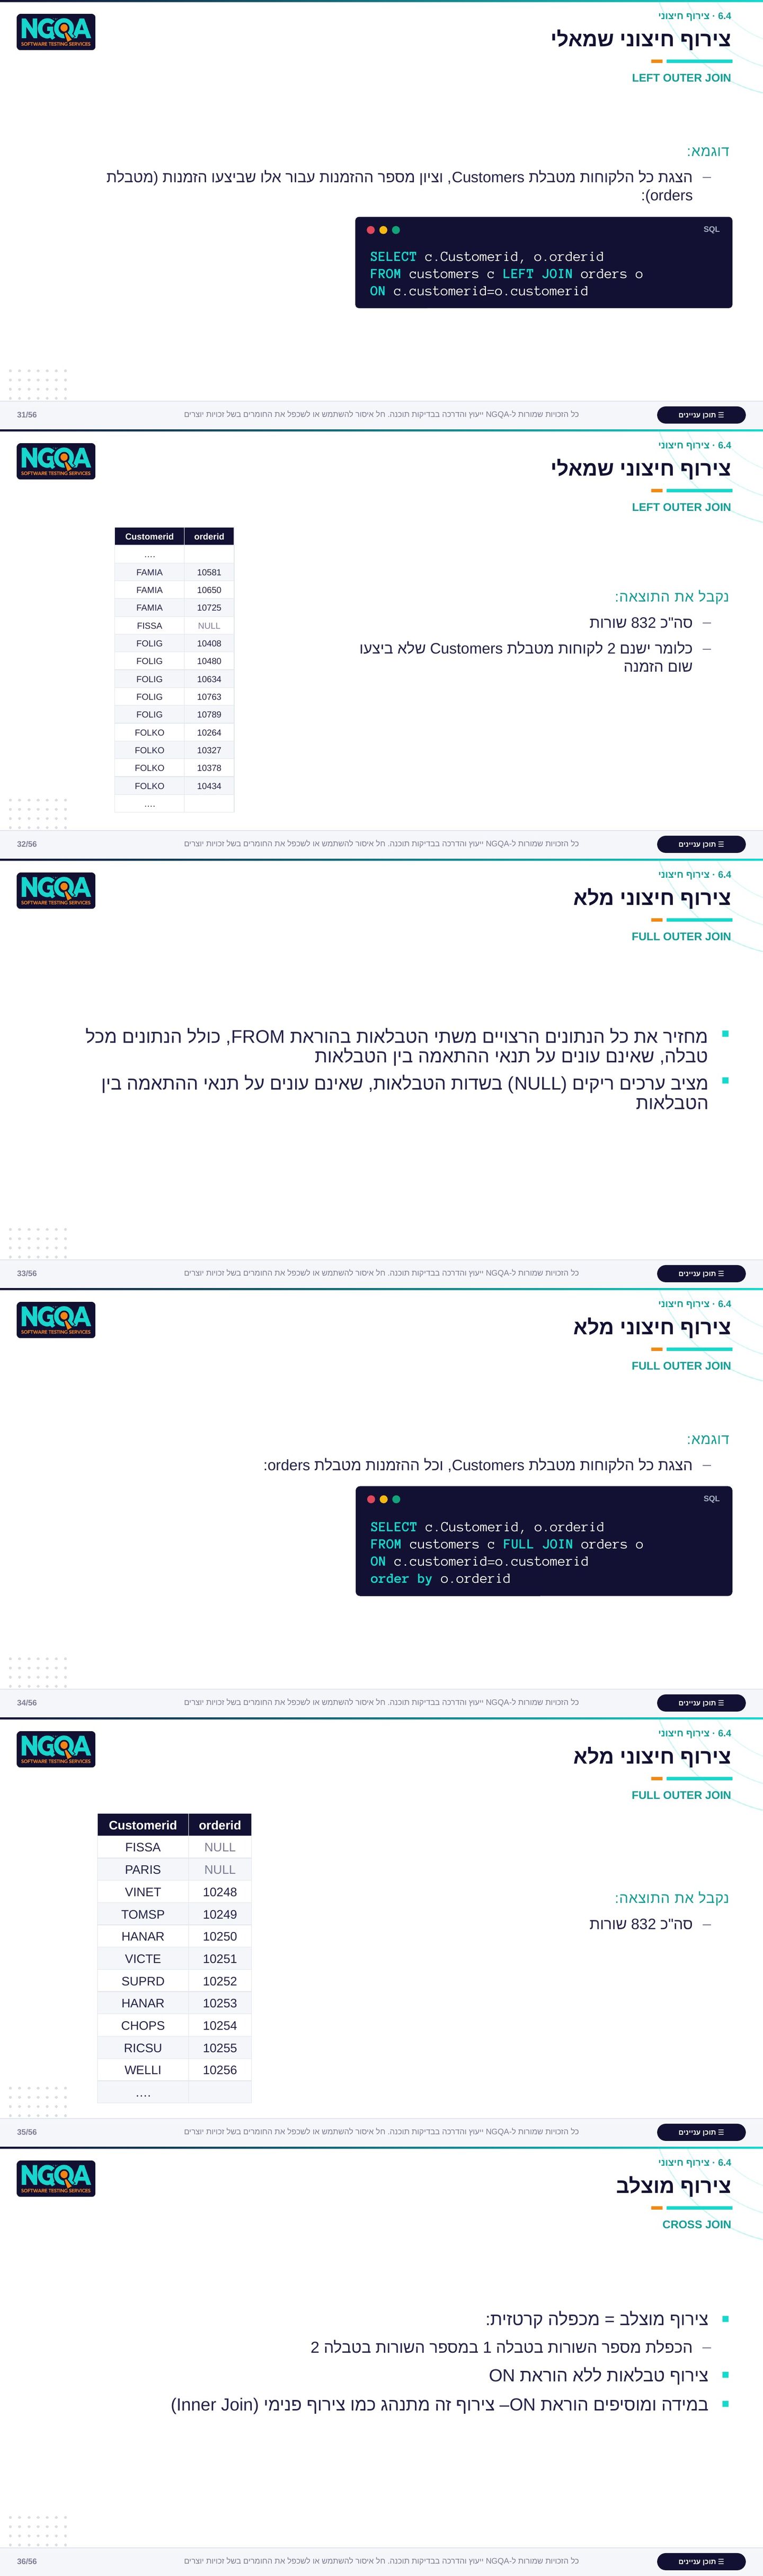 6.4 · צירוף חיצוני
NGQA
SOFTWARE TESTING SERVICES
צירוף חיצוני שמאלי
LEFT OUTER JOIN
דוגמא:
– הצגת כל הלקוחות מטבלת Customers, וציון מספר ההזמנות עבור אלו שביצעו הזמנות (מטבלת
orders):
SQL
SELECT c.Customerid, o.orderid
FROM customers c LEFT JOIN orders o
ON c.customerid=o.customerid
☰ תוכן עניינים
כל הזכויות שמורות ל-NGQA ייעוץ והדרכה בבדיקות תוכנה. חל איסור להשתמש או לשכפל את החומרים בשל זכויות יוצרים
31/56
6.4 · צירוף חיצוני
NGQA
SOFTWARE TESTING SERVICES
צירוף חיצוני שמאלי
LEFT OUTER JOIN
נקבל את התוצאה:
– סה"כ 832 שורות
– כלומר ישנם 2 לקוחות מטבלת Customers שלא ביצעו
שום הזמנה
Customerid orderid
....
FAMIA 10581
FAMIA 10650
FAMIA 10725
FISSA NULL
FOLIG 10408
FOLIG 10480
FOLIG 10634
FOLIG 10763
FOLIG 10789
FOLKO 10264
FOLKO 10327
FOLKO 10378
FOLKO 10434
....
☰ תוכן עניינים
כל הזכויות שמורות ל-NGQA ייעוץ והדרכה בבדיקות תוכנה. חל איסור להשתמש או לשכפל את החומרים בשל זכויות יוצרים
32/56
6.4 · צירוף חיצוני
NGQA
SOFTWARE TESTING SERVICES
צירוף חיצוני מלא
FULL OUTER JOIN
מחזיר את כל הנתונים הרצויים משתי הטבלאות בהוראת FROM, כולל הנתונים מכל
טבלה, שאינם עונים על תנאי ההתאמה בין הטבלאות
מציב ערכים ריקים (NULL) בשדות הטבלאות, שאינם עונים על תנאי ההתאמה בין
הטבלאות
☰ תוכן עניינים
כל הזכויות שמורות ל-NGQA ייעוץ והדרכה בבדיקות תוכנה. חל איסור להשתמש או לשכפל את החומרים בשל זכויות יוצרים
33/56
6.4 · צירוף חיצוני
NGQA
SOFTWARE TESTING SERVICES
צירוף חיצוני מלא
FULL OUTER JOIN
דוגמא:
– הצגת כל הלקוחות מטבלת Customers, וכל ההזמנות מטבלת orders:
SQL
SELECT c.Customerid, o.orderid
FROM customers c FULL JOIN orders o
ON c.customerid=o.customerid
order by o.orderid
☰ תוכן עניינים
כל הזכויות שמורות ל-NGQA ייעוץ והדרכה בבדיקות תוכנה. חל איסור להשתמש או לשכפל את החומרים בשל זכויות יוצרים
34/56
6.4 · צירוף חיצוני
NGQA
SOFTWARE TESTING SERVICES
צירוף חיצוני מלא
FULL OUTER JOIN
נקבל את התוצאה:
– סה"כ 832 שורות
Customerid orderid
FISSA NULL
PARIS NULL
VINET 10248
TOMSP 10249
HANAR 10250
VICTE 10251
SUPRD 10252
HANAR 10253
CHOPS 10254
RICSU 10255
WELLI 10256
....
☰ תוכן עניינים
כל הזכויות שמורות ל-NGQA ייעוץ והדרכה בבדיקות תוכנה. חל איסור להשתמש או לשכפל את החומרים בשל זכויות יוצרים
35/56
6.4 · צירוף חיצוני
NGQA
SOFTWARE TESTING SERVICES
צירוף מוצלב
CROSS JOIN
צירוף מוצלב = מכפלה קרטזית:
– הכפלת מספר השורות בטבלה 1 במספר השורות בטבלה 2
צירוף טבלאות ללא הוראת ON
במידה ומוסיפים הוראת ON– צירוף זה מתנהג כמו צירוף פנימי (Inner Join)
☰ תוכן עניינים
כל הזכויות שמורות ל-NGQA ייעוץ והדרכה בבדיקות תוכנה. חל איסור להשתמש או לשכפל את החומרים בשל זכויות יוצרים
36/56